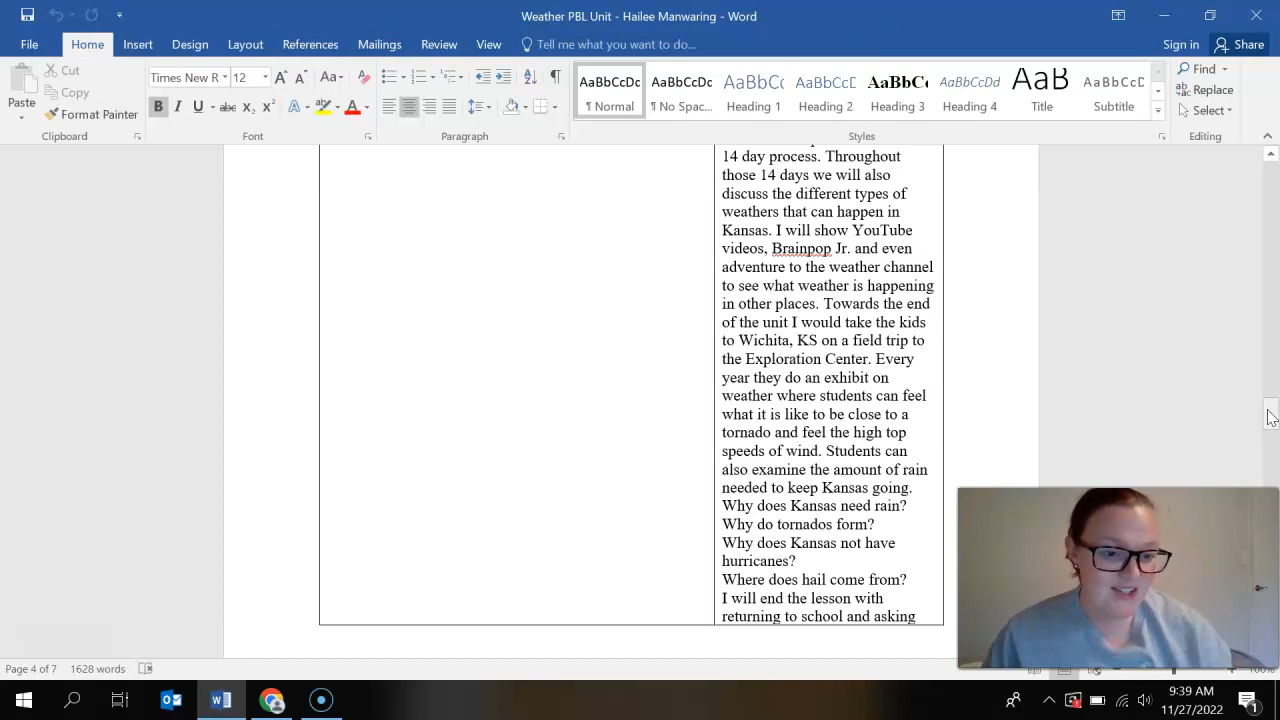 Weather PBL Unit - Hailee Manwaring - Word
File Home Insert Design Layout References Mailings Review View Tell me what you want to do... Sign in Share
Paste
Cut
Copy
Format Painter
Times New R 12
Aa
B I U abc X₂ X²
A A
¶
AaBbCcDc AaBbCcDc AaBbCc AaBbCcD AaBbCc AaBbCcDd AaB AaBbCcD
¶ Normal ¶ No Spac... Heading 1 Heading 2 Heading 3 Heading 4 Title Subtitle
Find
Replace
Select
Clipboard Font Paragraph Styles Editing
14 day process. Throughout
those 14 days we will also
discuss the different types of
weathers that can happen in
Kansas. I will show YouTube
videos, Brainpop Jr. and even
adventure to the weather channel
to see what weather is happening
in other places. Towards the end
of the unit I would take the kids
to Wichita, KS on a field trip to
the Exploration Center. Every
year they do an exhibit on
weather where students can feel
what it is like to be close to a
tornado and feel the high top
speeds of wind. Students can
also examine the amount of rain
needed to keep Kansas going.
Why does Kansas need rain?
Why do tornados form?
Why does Kansas not have
hurricanes?
Where does hail come from?
I will end the lesson with
returning to school and asking
Page 4 of 7 1628 words
9:39 AM
11/27/2022
1